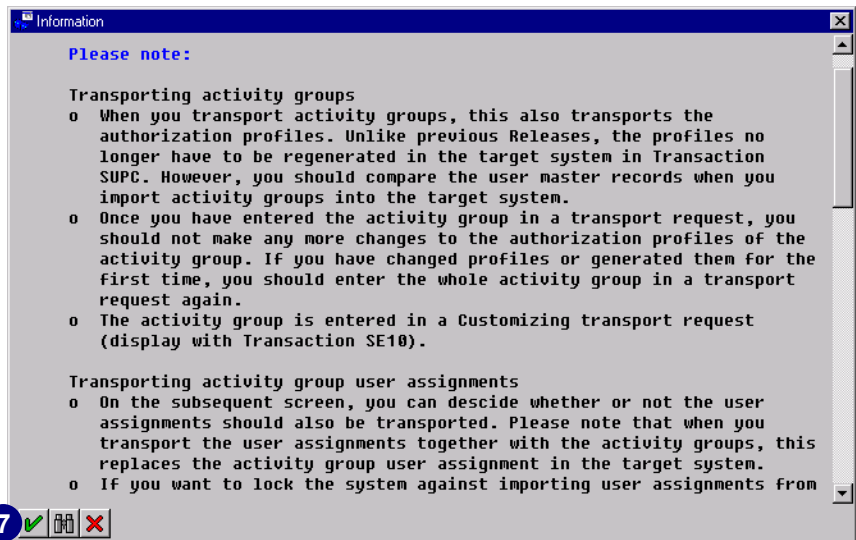 Information
Please note:
Transporting activity groups
o When you transport activity groups, this also transports the
authorization profiles. Unlike previous Releases, the profiles no
longer have to be regenerated in the target system in Transaction
SUPC. However, you should compare the user master records when you
import activity groups into the target system.
o Once you have entered the activity group in a transport request, you
should not make any more changes to the authorization profiles of the
activity group. If you have changed profiles or generated them for the
first time, you should enter the whole activity group in a transport
request again.
o The activity group is entered in a Customizing transport request
(display with Transaction SE10).
Transporting activity group user assignments
o On the subsequent screen, you can descide whether or not the user
assignments should also be transported. Please note that when you
transport the user assignments together with the activity groups, this
replaces the activity group user assignment in the target system.
o If you want to lock the system against importing user assignments from
7